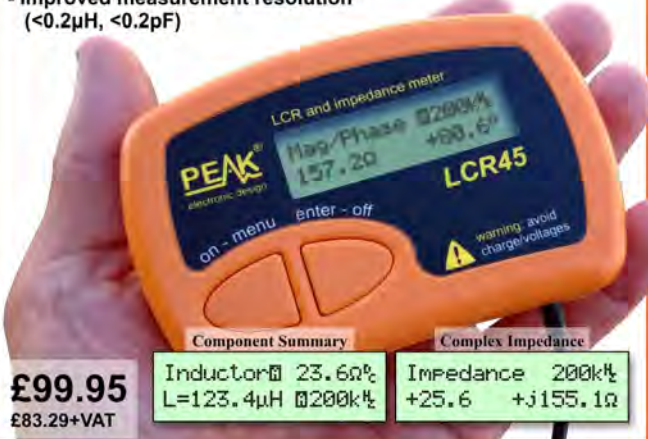 - Improved measurement resolution
(<0.2µH, <0.2pF)
LCR and impedance meter
Mag/Phase 200kHz
157.2Ω +80.6°
PEAK®
electronic design
LCR45
on - menu enter - off
warning: avoid
charge/voltages
Component Summary
Inductor 23.6Ω
L=123.4µH 200kHz
Complex Impedance
Impedance 200kHz
+25.6 +j155.1Ω
£99.95
£83.29+VAT